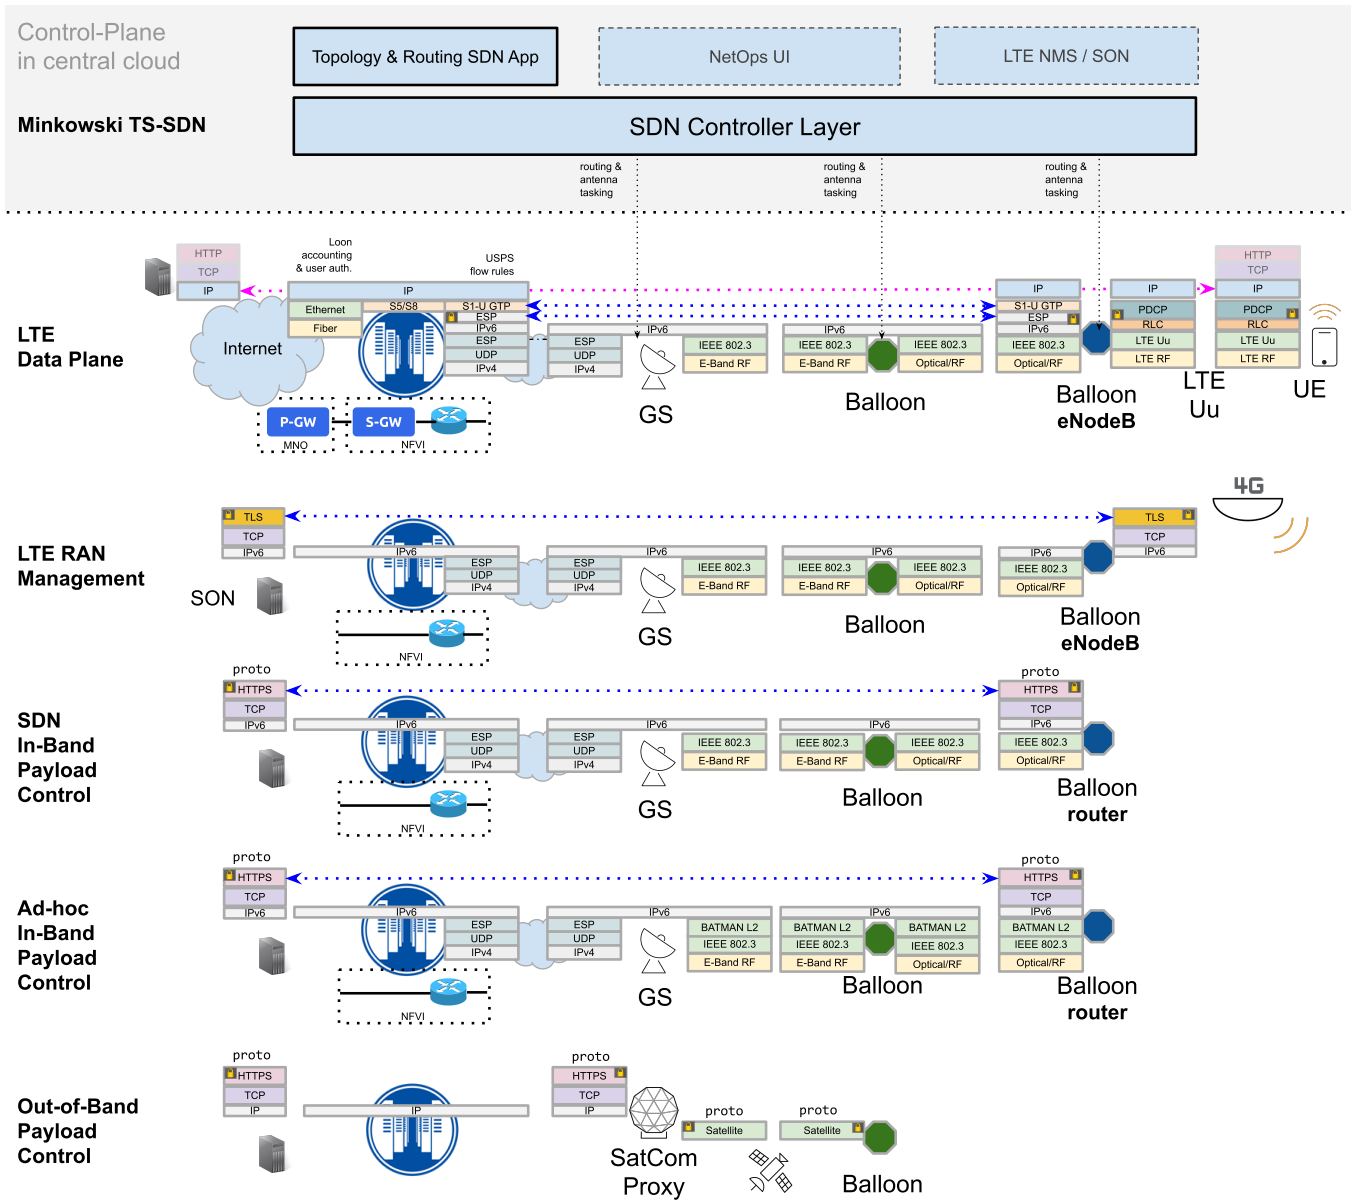 Control-Plane
in central cloud
Topology & Routing SDN App
NetOps UI
LTE NMS / SON
Minkowski TS-SDN
SDN Controller Layer
routing &
antenna
tasking
routing &
antenna
tasking
routing &
antenna
tasking
LTE
Data Plane
Loon
accounting
& user auth.
USPS
flow rules
HTTP
TCP
IP
Internet
IP
Ethernet
Fiber
S5/S8
S1-U GTP
ESP
IPv6
ESP
UDP
IPv4
P-GW
MNO
S-GW
NFVI
IPv6
ESP
UDP
IPv4
IEEE 802.3
E-Band RF
GS
IPv6
IEEE 802.3
E-Band RF
IEEE 802.3
Optical/RF
Balloon
IP
S1-U GTP
ESP
IPv6
IEEE 802.3
Optical/RF
Balloon
eNodeB
IP
PDCP
RLC
LTE Uu
LTE RF
LTE
Uu
HTTP
TCP
IP
PDCP
RLC
LTE Uu
LTE RF
UE
LTE RAN
Management
TLS
TCP
IPv6
SON
IPv6
ESP
UDP
IPv4
NFVI
IPv6
ESP
UDP
IPv4
IEEE 802.3
E-Band RF
GS
IPv6
IEEE 802.3
E-Band RF
IEEE 802.3
Optical/RF
Balloon
IPv6
IEEE 802.3
Optical/RF
Balloon
eNodeB
TLS
TCP
IPv6
4G
SDN
In-Band
Payload
Control
proto
HTTPS
TCP
IPv6
IPv6
ESP
UDP
IPv4
NFVI
IPv6
ESP
UDP
IPv4
IEEE 802.3
E-Band RF
GS
IPv6
IEEE 802.3
E-Band RF
IEEE 802.3
Optical/RF
Balloon
proto
HTTPS
TCP
IPv6
IEEE 802.3
Optical/RF
Balloon
router
Ad-hoc
In-Band
Payload
Control
proto
HTTPS
TCP
IPv6
IPv6
ESP
UDP
IPv4
NFVI
IPv6
ESP
UDP
IPv4
BATMAN L2
IEEE 802.3
E-Band RF
GS
IPv6
BATMAN L2
IEEE 802.3
E-Band RF
BATMAN L2
IEEE 802.3
Optical/RF
Balloon
proto
HTTPS
TCP
IPv6
BATMAN L2
IEEE 802.3
Optical/RF
Balloon
router
Out-of-Band
Payload
Control
proto
HTTPS
TCP
IP
IP
proto
HTTPS
TCP
IP
SatCom
Proxy
proto
Satellite
proto
Satellite
Balloon